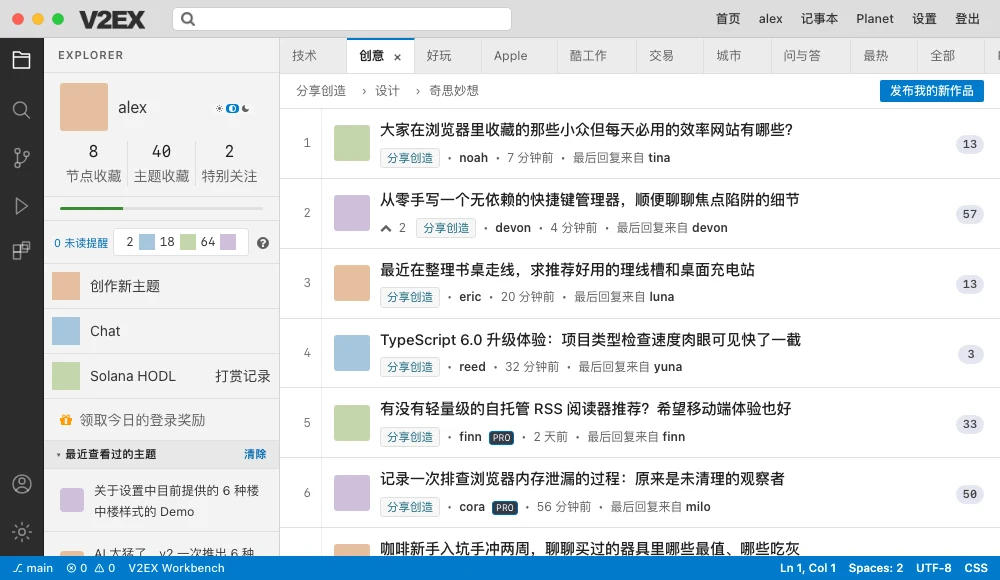 V2EX
首页 alex 记事本 Planet 设置 登出
EXPLORER
alex
8 40 2
节点收藏 主题收藏 特别关注
0 未读提醒 2 18 64 ?
创作新主题
Chat
Solana HODL 打赏记录
领取今日的登录奖励
最近查看过的主题 清除
关于设置中目前提供的 6 种楼
中楼样式的 Demo
技术 创意 × 好玩 Apple 酷工作 交易 城市 问与答 最热 全部
分享创造 › 设计 › 奇思妙想 发布我的新作品
1 大家在浏览器里收藏的那些小众但每天必用的效率网站有哪些? 13
分享创造 • noah • 7 分钟前 • 最后回复来自 tina
2 从零手写一个无依赖的快捷键管理器，顺便聊聊焦点陷阱的细节 57
2 分享创造 • devon • 4 分钟前 • 最后回复来自 devon
3 最近在整理书桌走线，求推荐好用的理线槽和桌面充电站 13
分享创造 • eric • 20 分钟前 • 最后回复来自 luna
4 TypeScript 6.0 升级体验：项目类型检查速度肉眼可见快了一截 3
分享创造 • reed • 32 分钟前 • 最后回复来自 yuna
5 有没有轻量级的自托管 RSS 阅读器推荐？希望移动端体验也好 33
分享创造 • finn PRO • 2 天前 • 最后回复来自 finn
6 记录一次排查浏览器内存泄漏的过程：原来是未清理的观察者 50
分享创造 • cora PRO • 56 分钟前 • 最后回复来自 milo
咖啡新手入坑手冲两周，聊聊买过的器具里哪些最值、哪些吃灰
main 0 0 V2EX Workbench Ln 1, Col 1 Spaces: 2 UTF-8 CSS